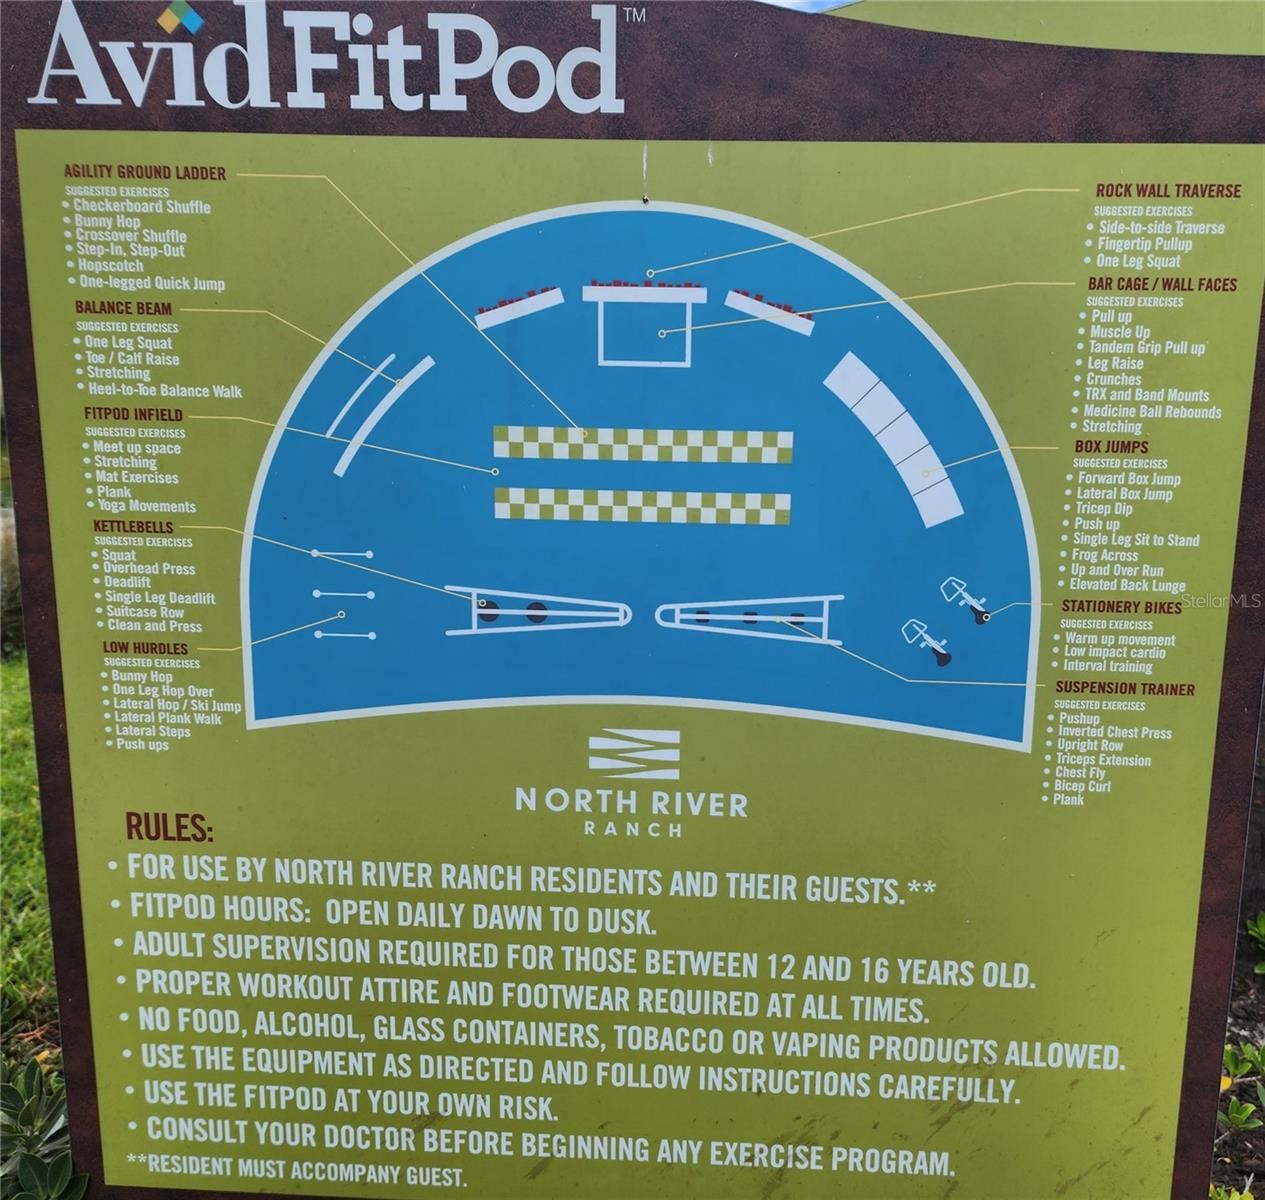 AvidFitPod™
AGILITY GROUND LADDER
SUGGESTED EXERCISES
• Checkerboard Shuffle
• Bunny Hop
• Crossover Shuffle
• Step-In, Step-Out
• Hopscotch
• One-legged Quick Jump
BALANCE BEAM
SUGGESTED EXERCISES
• One Leg Squat
• Toe / Calf Raise
• Stretching
• Heel-to-Toe Balance Walk
FITPOD INFIELD
SUGGESTED EXERCISES
• Meet up space
• Stretching
• Mat Exercises
• Plank
• Yoga Movements
KETTLEBELLS
SUGGESTED EXERCISES
• Squat
• Overhead Press
• Deadlift
• Single Leg Deadlift
• Suitcase Row
• Clean and Press
LOW HURDLES
SUGGESTED EXERCISES
• Bunny Hop
• One Leg Hop Over
• Lateral Hop / Ski Jump
• Lateral Plank Walk
• Lateral Steps
• Push ups
ROCK WALL TRAVERSE
SUGGESTED EXERCISES
• Side-to-side Traverse
• Fingertip Pullup
• One Leg Squat
BAR CAGE / WALL FACES
SUGGESTED EXERCISES
• Pull up
• Muscle Up
• Tandem Grip Pull up
• Leg Raise
• Crunches
• TRX and Band Mounts
• Medicine Ball Rebounds
• Stretching
BOX JUMPS
SUGGESTED EXERCISES
• Forward Box Jump
• Lateral Box Jump
• Tricep Dip
• Push up
• Single Leg Sit to Stand
• Frog Across
• Up and Over Run
• Elevated Back Lunge
StellarMLS
STATIONERY BIKES
SUGGESTED EXERCISES
• Warm up movement
• Low impact cardio
• Interval training
SUSPENSION TRAINER
SUGGESTED EXERCISES
• Pushup
• Inverted Chest Press
• Upright Row
• Triceps Extension
• Chest Fly
• Bicep Curl
• Plank
NORTH RIVER
RANCH
RULES:
• FOR USE BY NORTH RIVER RANCH RESIDENTS AND THEIR GUESTS.**
• FITPOD HOURS: OPEN DAILY DAWN TO DUSK.
• ADULT SUPERVISION REQUIRED FOR THOSE BETWEEN 12 AND 16 YEARS OLD.
• PROPER WORKOUT ATTIRE AND FOOTWEAR REQUIRED AT ALL TIMES.
• NO FOOD, ALCOHOL, GLASS CONTAINERS, TOBACCO OR VAPING PRODUCTS ALLOWED.
• USE THE EQUIPMENT AS DIRECTED AND FOLLOW INSTRUCTIONS CAREFULLY.
• USE THE FITPOD AT YOUR OWN RISK.
• CONSULT YOUR DOCTOR BEFORE BEGINNING ANY EXERCISE PROGRAM.
**RESIDENT MUST ACCOMPANY GUEST.